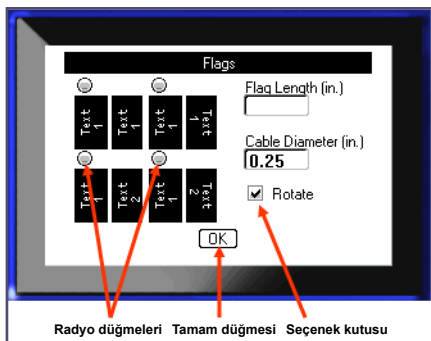 Flags
Flag Length (in.)
Text 1 Text 1 Text 1 Text 1
Cable Diameter (in.)
0.25
Text 1 Text 2 Text 1 Text 2
Rotate
OK
Radyo düğmeleri Tamam düğmesi Seçenek kutusu